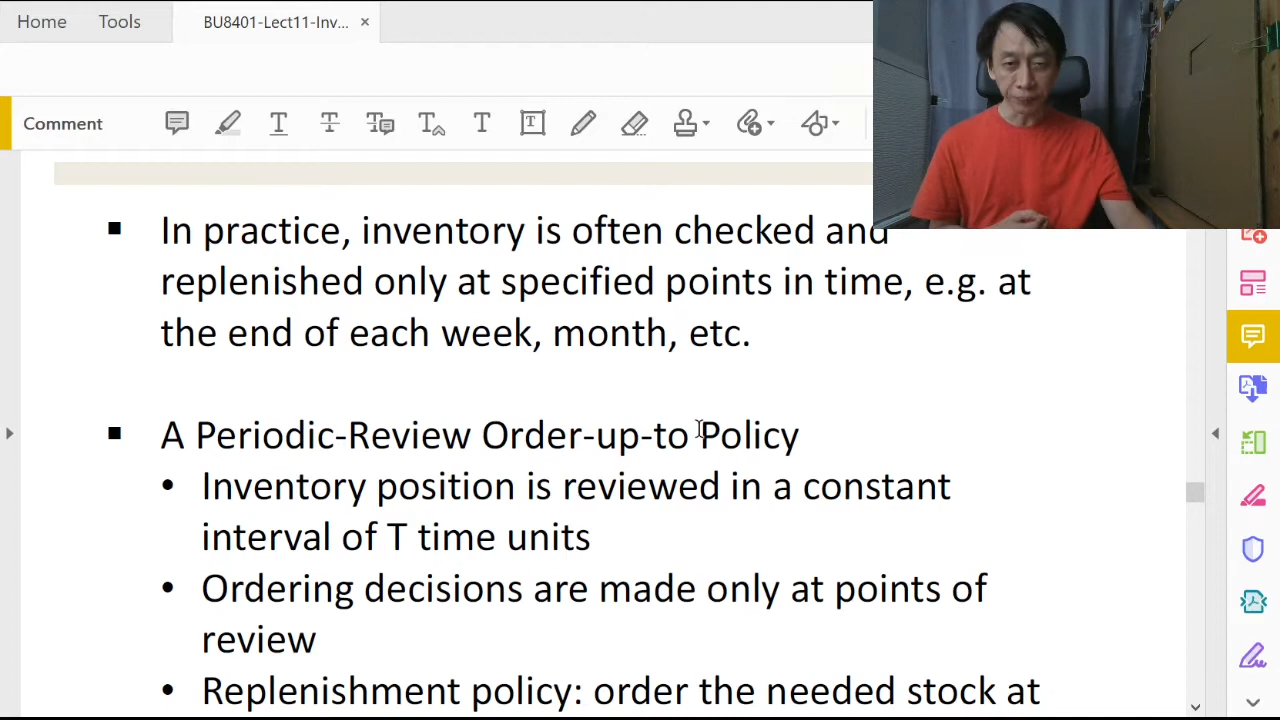 Home
Tools
BU8401-Lect11-Inv...
Comment
In practice, inventory is often checked and
replenished only at specified points in time, e.g. at
the end of each week, month, etc.
A Periodic-Review Order-up-to Policy
Inventory position is reviewed in a constant
interval of T time units
Ordering decisions are made only at points of
review
Replenishment policy: order the needed stock at